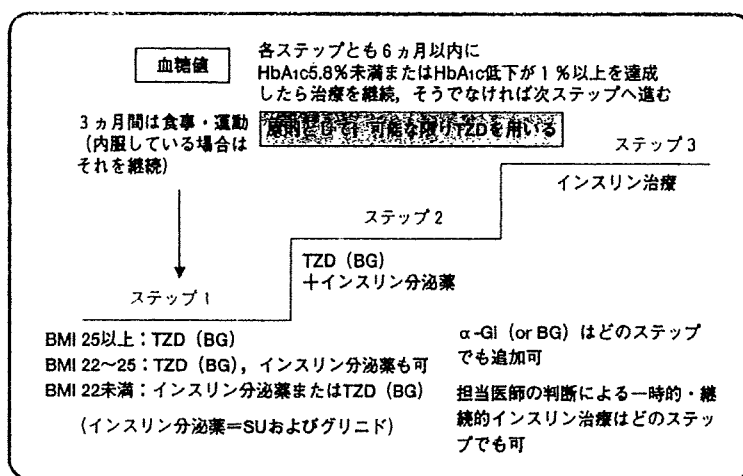 血糖値
各ステップとも6ヵ月以内に
HbA1c5.8%未満またはHbA1c低下が1%以上を達成
したら治療を継続，そうでなければ次ステップへ進む
3ヵ月間は食事・運動
（内服している場合は
それを継続）
原則として，可能な限りTZDを用いる
ステップ3
インスリン治療
ステップ2
TZD（BG）
＋インスリン分泌薬
ステップ1
BMI 25以上：TZD（BG）
BMI 22～25：TZD（BG），インスリン分泌薬も可
BMI 22未満：インスリン分泌薬またはTZD（BG）
（インスリン分泌薬＝SUおよびグリニド）
α-GI（or BG）はどのステップ
でも追加可
担当医師の判断による一時的・継
続的インスリン治療はどのステッ
プでも可